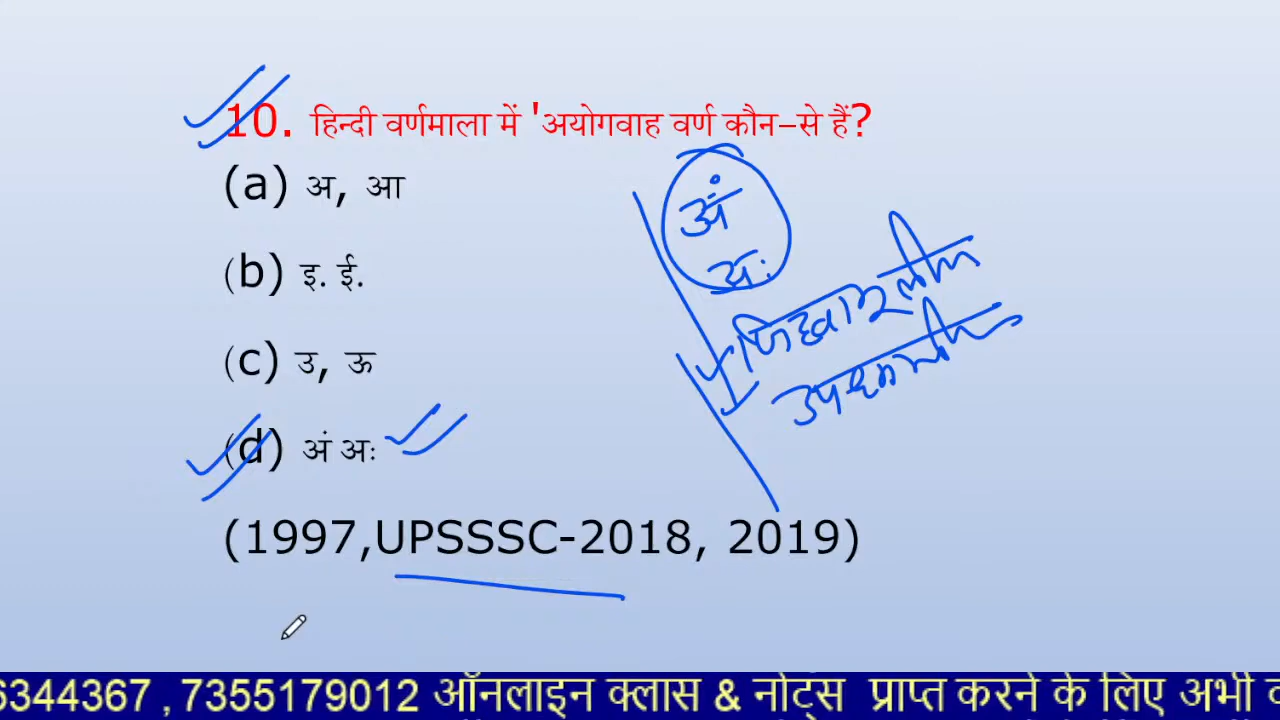 10. हिन्दी वर्णमाला में 'अयोगवाह वर्ण कौन-से हैं?
(a) अ, आ
(b) इ. ई.
(c) उ, ऊ
(d) अं अः
(1997,UPSSSC-2018, 2019)
अं
अः
6344367 , 7355179012 ऑनलाइन क्लास & नोट्स प्राप्त करने के लिए अभी